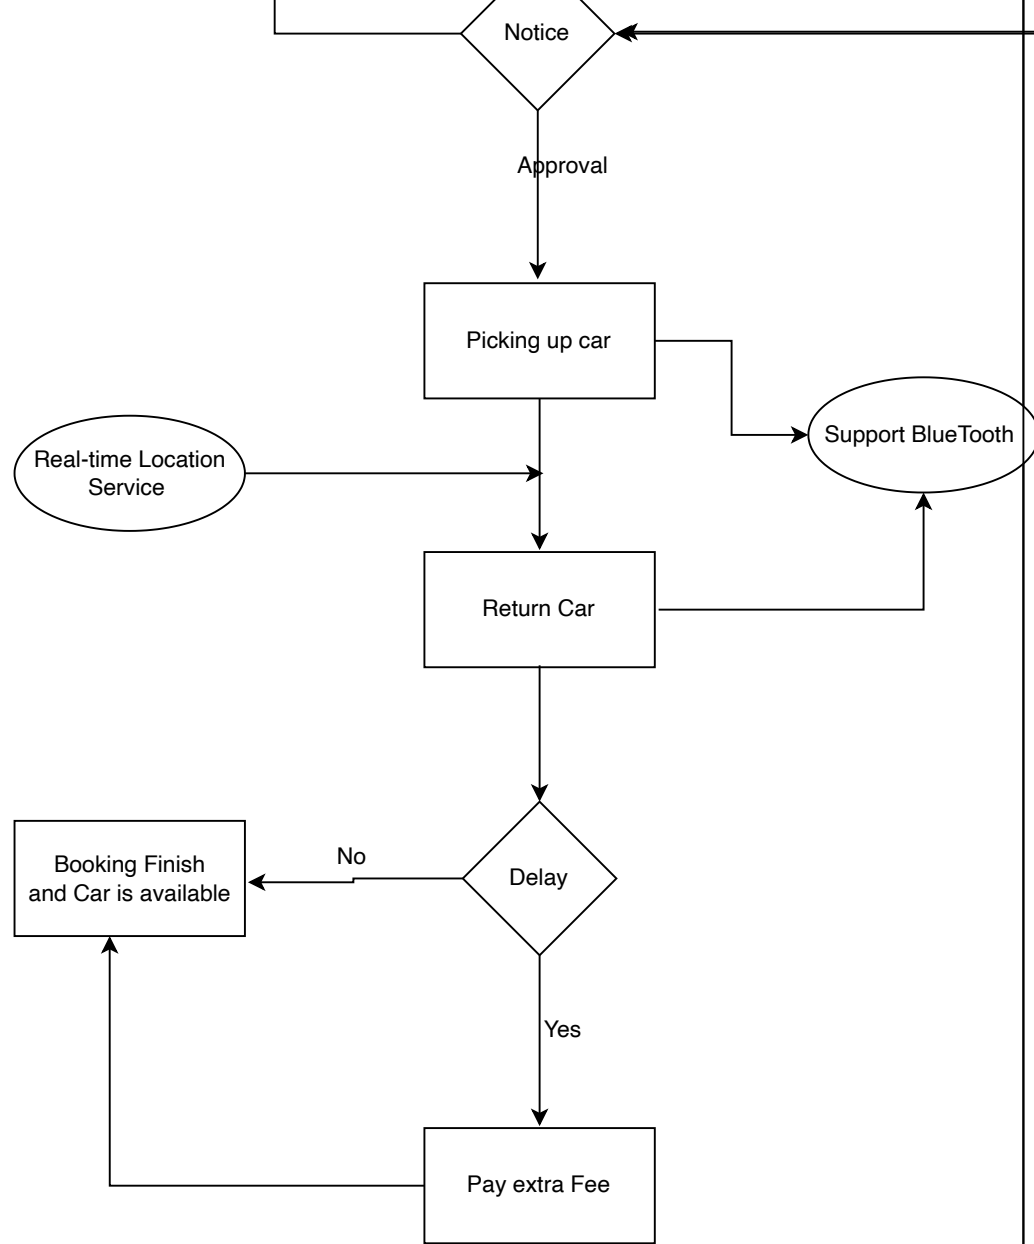 Notice
Approval
Picking up car
Support BlueTooth
Real-time Location
Service
Return Car
Booking Finish
and Car is available
No
Delay
Yes
Pay extra Fee